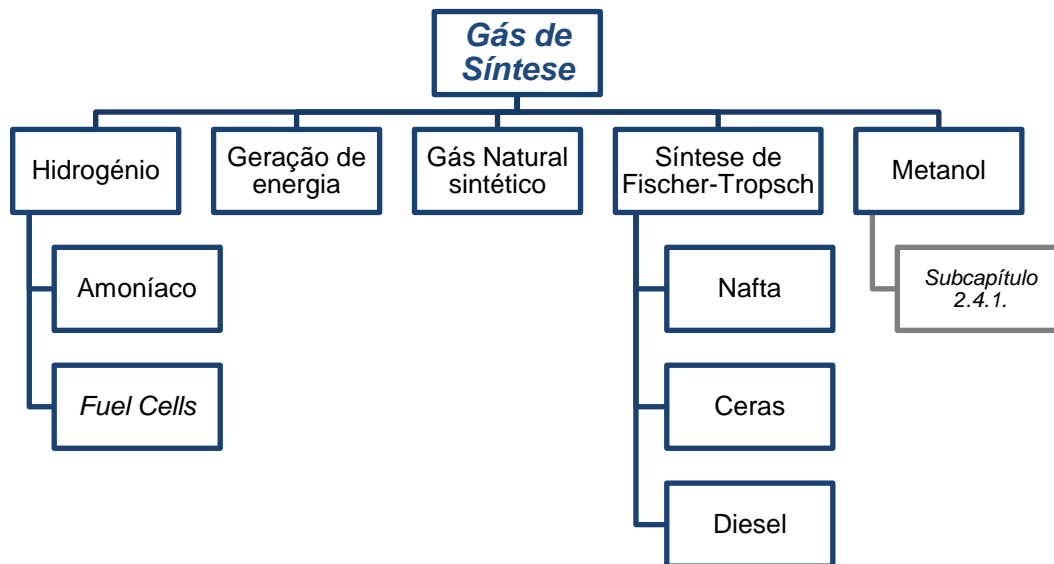 Gás de
Síntese
Hidrogénio
Geração de
energia
Gás Natural
sintético
Síntese de
Fischer-Tropsch
Metanol
Amoníaco
Nafta
Subcapítulo
2.4.1.
Fuel Cells
Ceras
Diesel